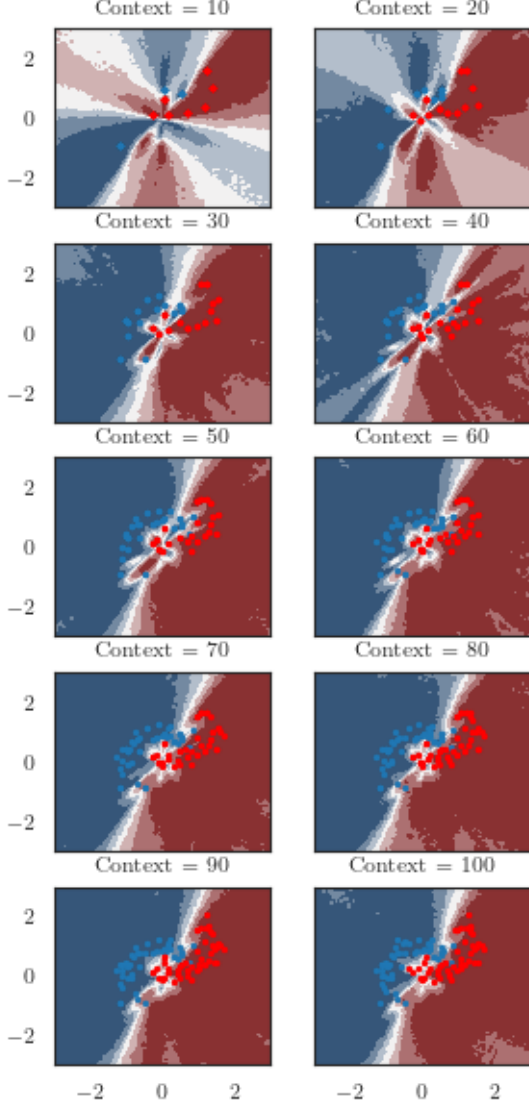 Context = 10 Context = 20
2
0
−2
Context = 30 Context = 40
2
0
−2
Context = 50 Context = 60
2
0
−2
Context = 70 Context = 80
2
0
−2
Context = 90 Context = 100
2
0
−2
−2 0 2 −2 0 2